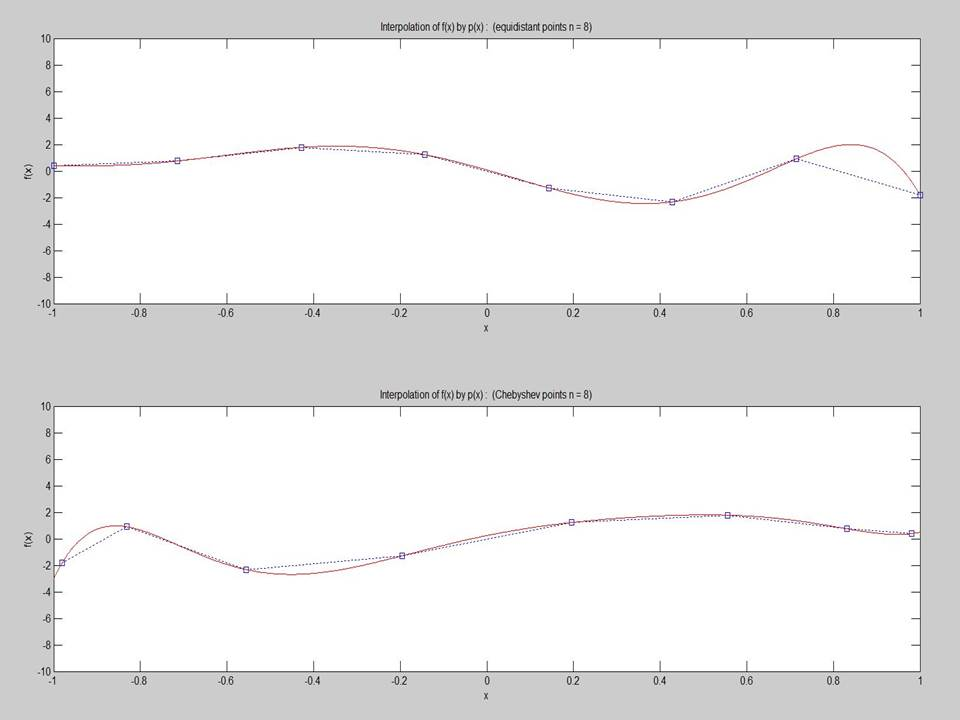 Interpolation of f(x) by p(x) : (equidistant points n = 8)
10
8
6
4
2
0
-2
-4
-6
-8
-10
f(x)
-1 -0.8 -0.6 -0.4 -0.2 0 0.2 0.4 0.6 0.8 1
x
Interpolation of f(x) by p(x) : (Chebyshev points n = 8)
10
8
6
4
2
0
-2
-4
-6
-8
-10
f(x)
-1 -0.8 -0.6 -0.4 -0.2 0 0.2 0.4 0.6 0.8 1
x